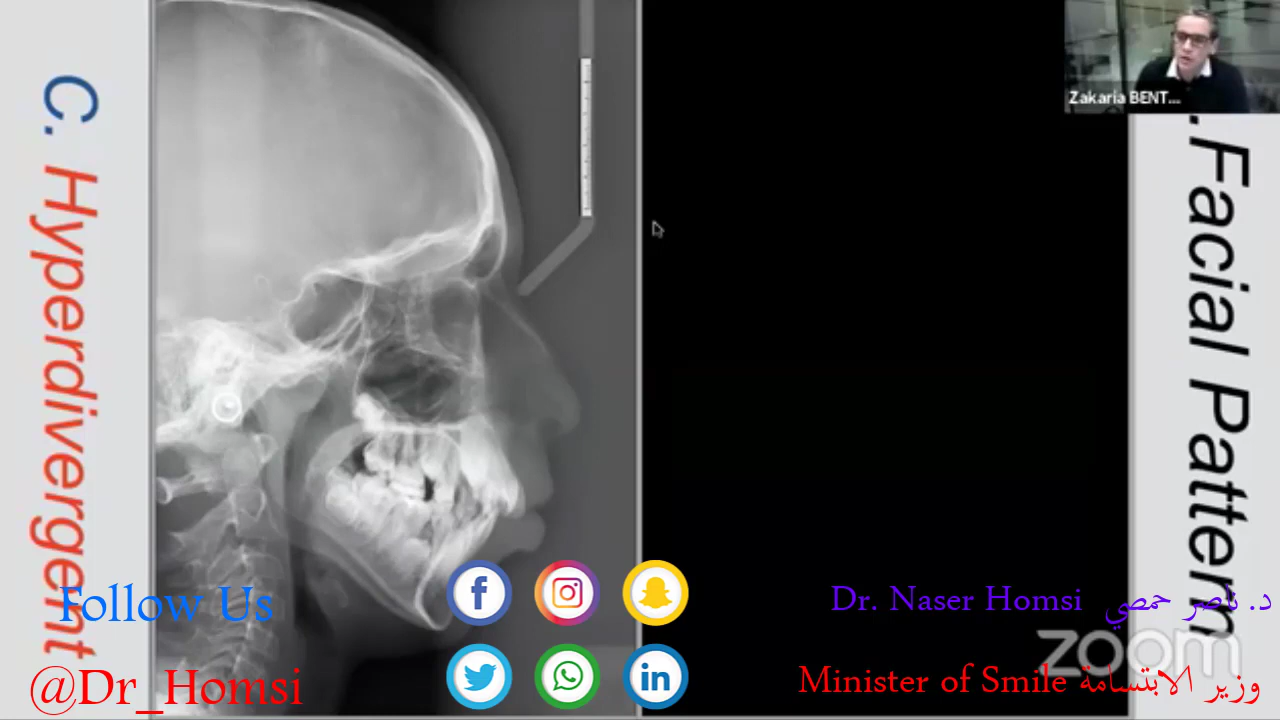 C. Hyperdivergent
Zakaria BENT...
.Facial Pattern
Follow Us
@Dr_Homsi
Dr. Naser Homsi د. ناصر حمصي
zoom
Minister of Smile وزير الابتسامة